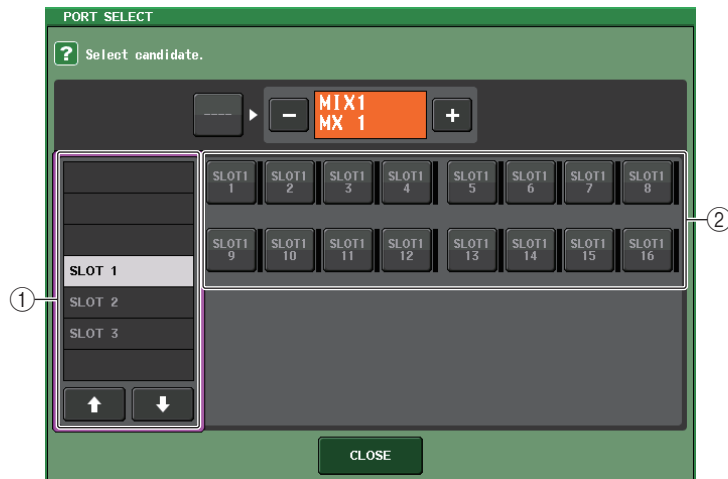 PORT SELECT
? Select candidate.
----
−
MIX1
MX 1
+
SLOT 1
SLOT 2
SLOT 3
SLOT1 1
SLOT1 2
SLOT1 3
SLOT1 4
SLOT1 5
SLOT1 6
SLOT1 7
SLOT1 8
SLOT1 9
SLOT1 10
SLOT1 11
SLOT1 12
SLOT1 13
SLOT1 14
SLOT1 15
SLOT1 16
①
②
CLOSE